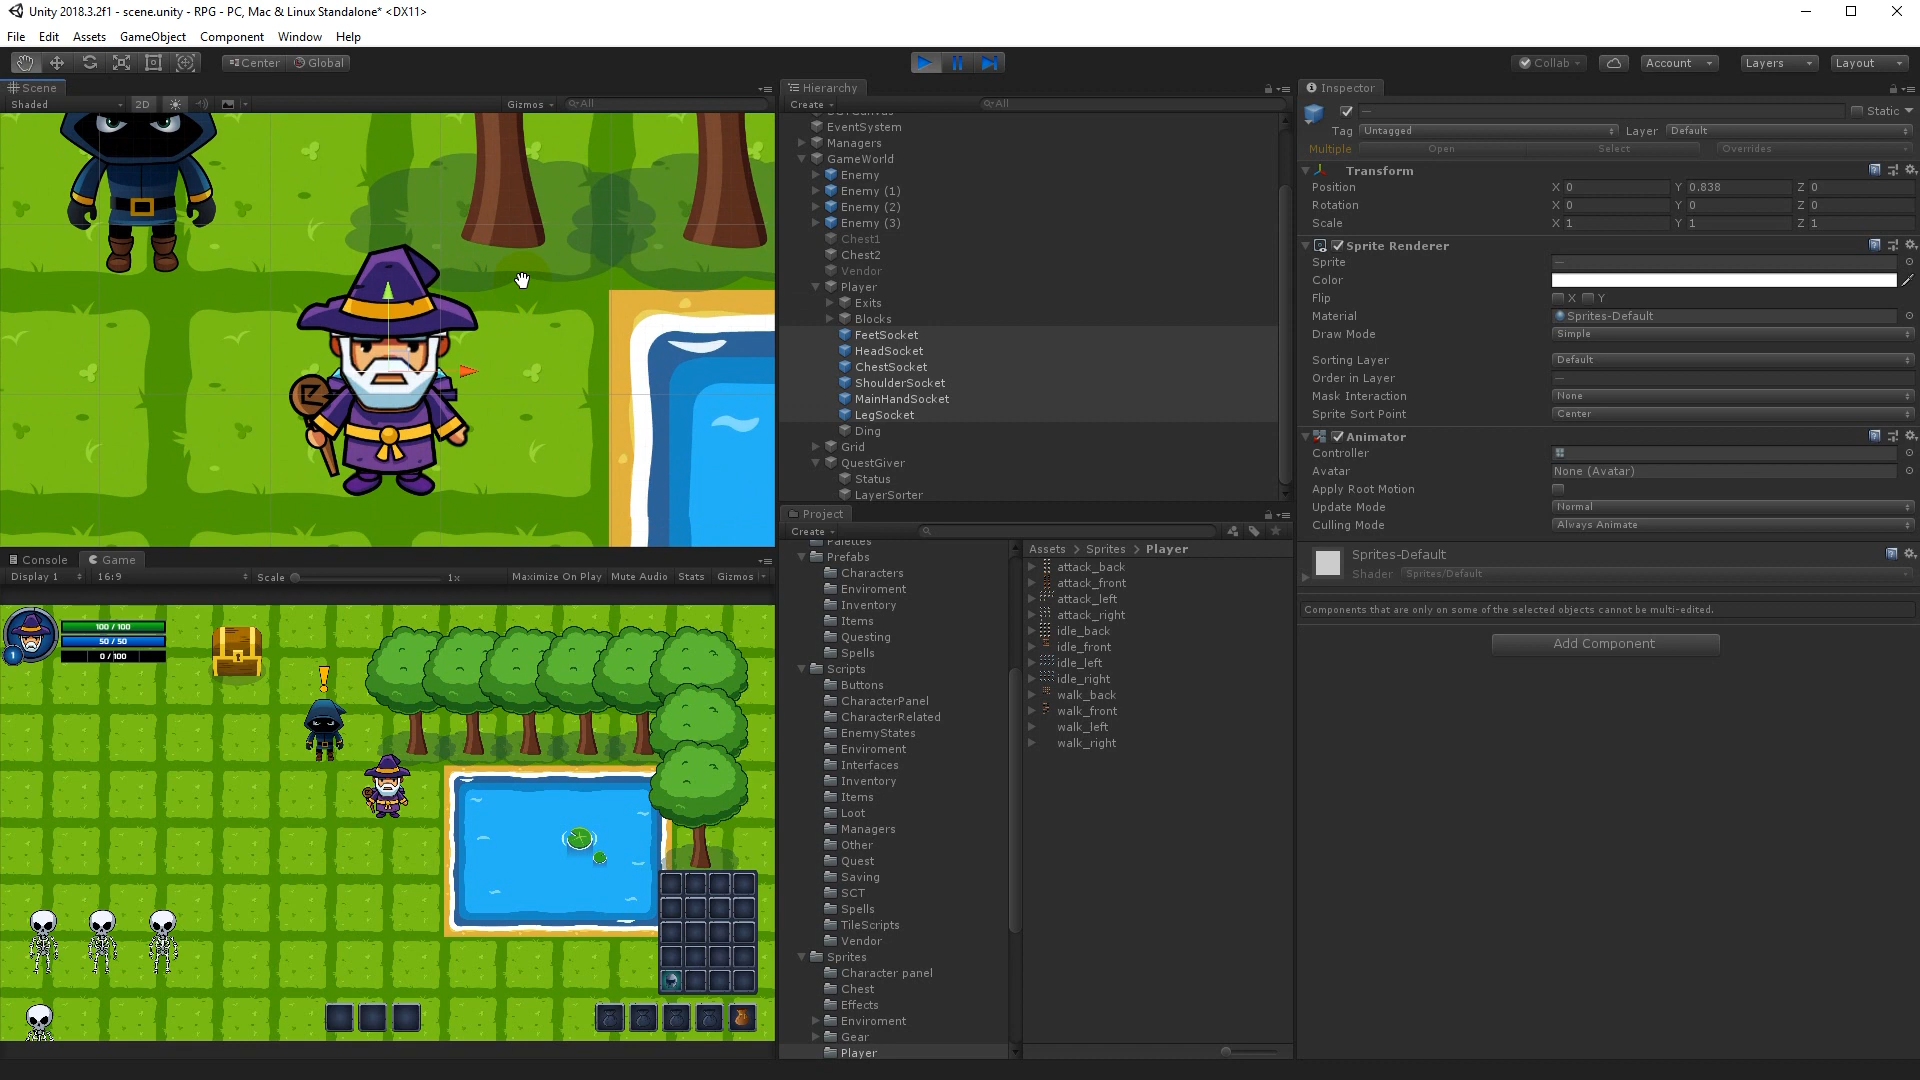 Unity 2018.3.2f1 - scene.unity - RPG - PC, Mac & Linux Standalone* <DX11>
File Edit Assets GameObject Component Window Help
Center Global Collab Account Layers Layout
Scene
Shaded 2D Gizmos All
Hierarchy
Create All
EventSystem
Managers
GameWorld
Enemy
Enemy (1)
Enemy (2)
Enemy (3)
Chest1
Chest2
Vendor
Player
Exits
Blocks
FeetSocket
HeadSocket
ChestSocket
ShoulderSocket
MainHandSocket
LegSocket
Ding
Grid
QuestGiver
Status
LayerSorter
Inspector
— Static
Tag Untagged Layer Default
Multiple Open Select Overrides
Transform
Position X 0 Y 0.838 Z 0
Rotation X 0 Y 0 Z 0
Scale X 1 Y 1 Z 1
Sprite Renderer
Sprite —
Color
Flip X Y
Material Sprites-Default
Draw Mode Simple
Sorting Layer Default
Order in Layer —
Mask Interaction None
Sprite Sort Point Center
Animator
Controller
Avatar None (Avatar)
Apply Root Motion
Update Mode Normal
Culling Mode Always Animate
Sprites-Default
Shader Sprites/Default
Components that are only on some of the selected objects cannot be multi-edited.
Add Component
Console Game
Display 1 16:9 Scale 1x Maximize On Play Mute Audio Stats Gizmos
100 / 100
50 / 50
0 / 100
1
!
Project
Create
Palettes
Prefabs
Characters
Enviroment
Inventory
Items
Questing
Spells
Scripts
Buttons
CharacterPanel
CharacterRelated
EnemyStates
Enviroment
Interfaces
Inventory
Items
Loot
Managers
Other
Quest
Saving
SCT
Spells
TileScripts
Vendor
Sprites
Character panel
Chest
Effects
Enviroment
Gear
Player
Assets > Sprites > Player
attack_back
attack_front
attack_left
attack_right
idle_back
idle_front
idle_left
idle_right
walk_back
walk_front
walk_left
walk_right